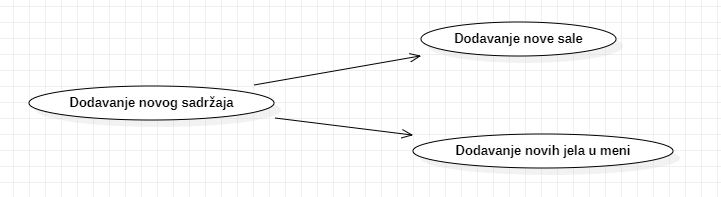 Dodavanje nove sale
Dodavanje novog sadržaja
Dodavanje novih jela u meni